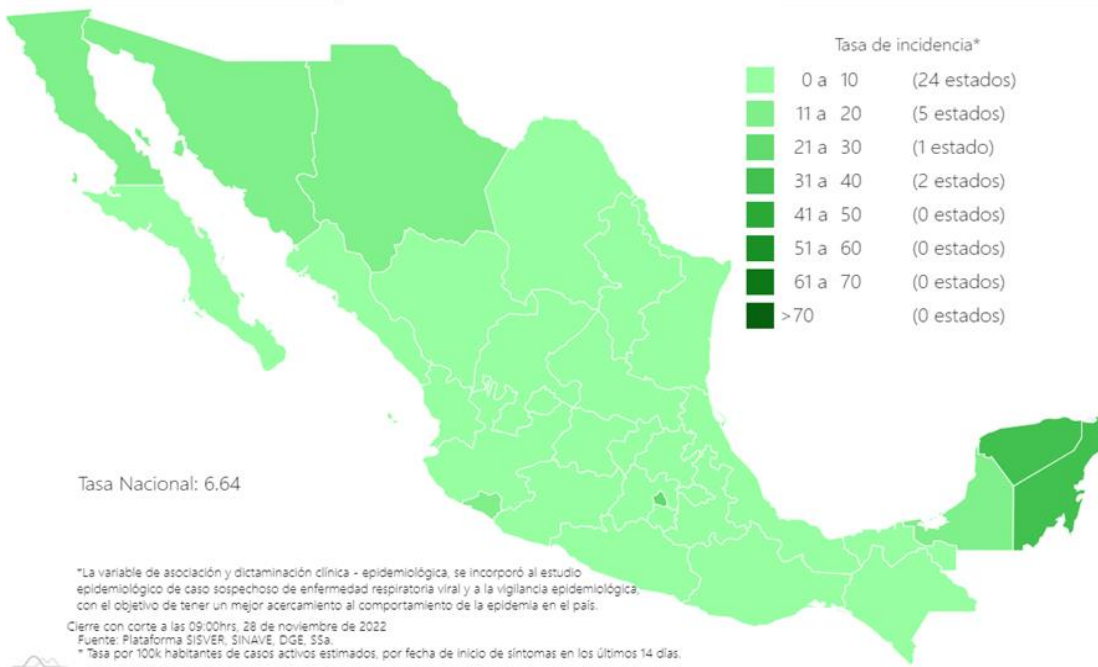 Tasa de incidencia*
0 a 10 (24 estados)
11 a 20 (5 estados)
21 a 30 (1 estado)
31 a 40 (2 estados)
41 a 50 (0 estados)
51 a 60 (0 estados)
61 a 70 (0 estados)
>70 (0 estados)
Tasa Nacional: 6.64
*La variable de asociación y dictaminación clínica - epidemiológica, se incorporó al estudio
epidemiológico de caso sospechoso de enfermedad respiratoria viral y a la vigilancia epidemiológica,
con el objetivo de tener un mejor acercamiento al comportamiento de la epidemia en el país.
Cierre con corte a las 09:00hrs, 28 de noviembre de 2022
Fuente: Plataforma SISVER, SINAVE, DGE, SSa.
* Tasa por 100k habitantes de casos activos estimados, por fecha de inicio de síntomas en los últimos 14 días.